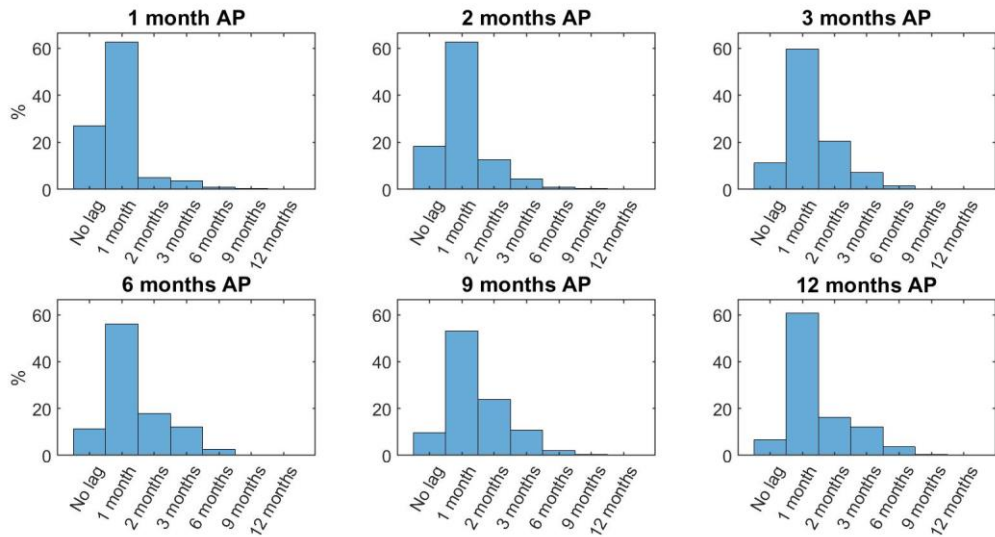 1 month AP
2 months AP
3 months AP
%
60
40
20
0
60
40
20
0
60
40
20
0
No lag
1 month
2 months
3 months
6 months
9 months
12 months
No lag
1 month
2 months
3 months
6 months
9 months
12 months
No lag
1 month
2 months
3 months
6 months
9 months
12 months
6 months AP
9 months AP
12 months AP
%
60
40
20
0
60
40
20
0
60
40
20
0
No lag
1 month
2 months
3 months
6 months
9 months
12 months
No lag
1 month
2 months
3 months
6 months
9 months
12 months
No lag
1 month
2 months
3 months
6 months
9 months
12 months